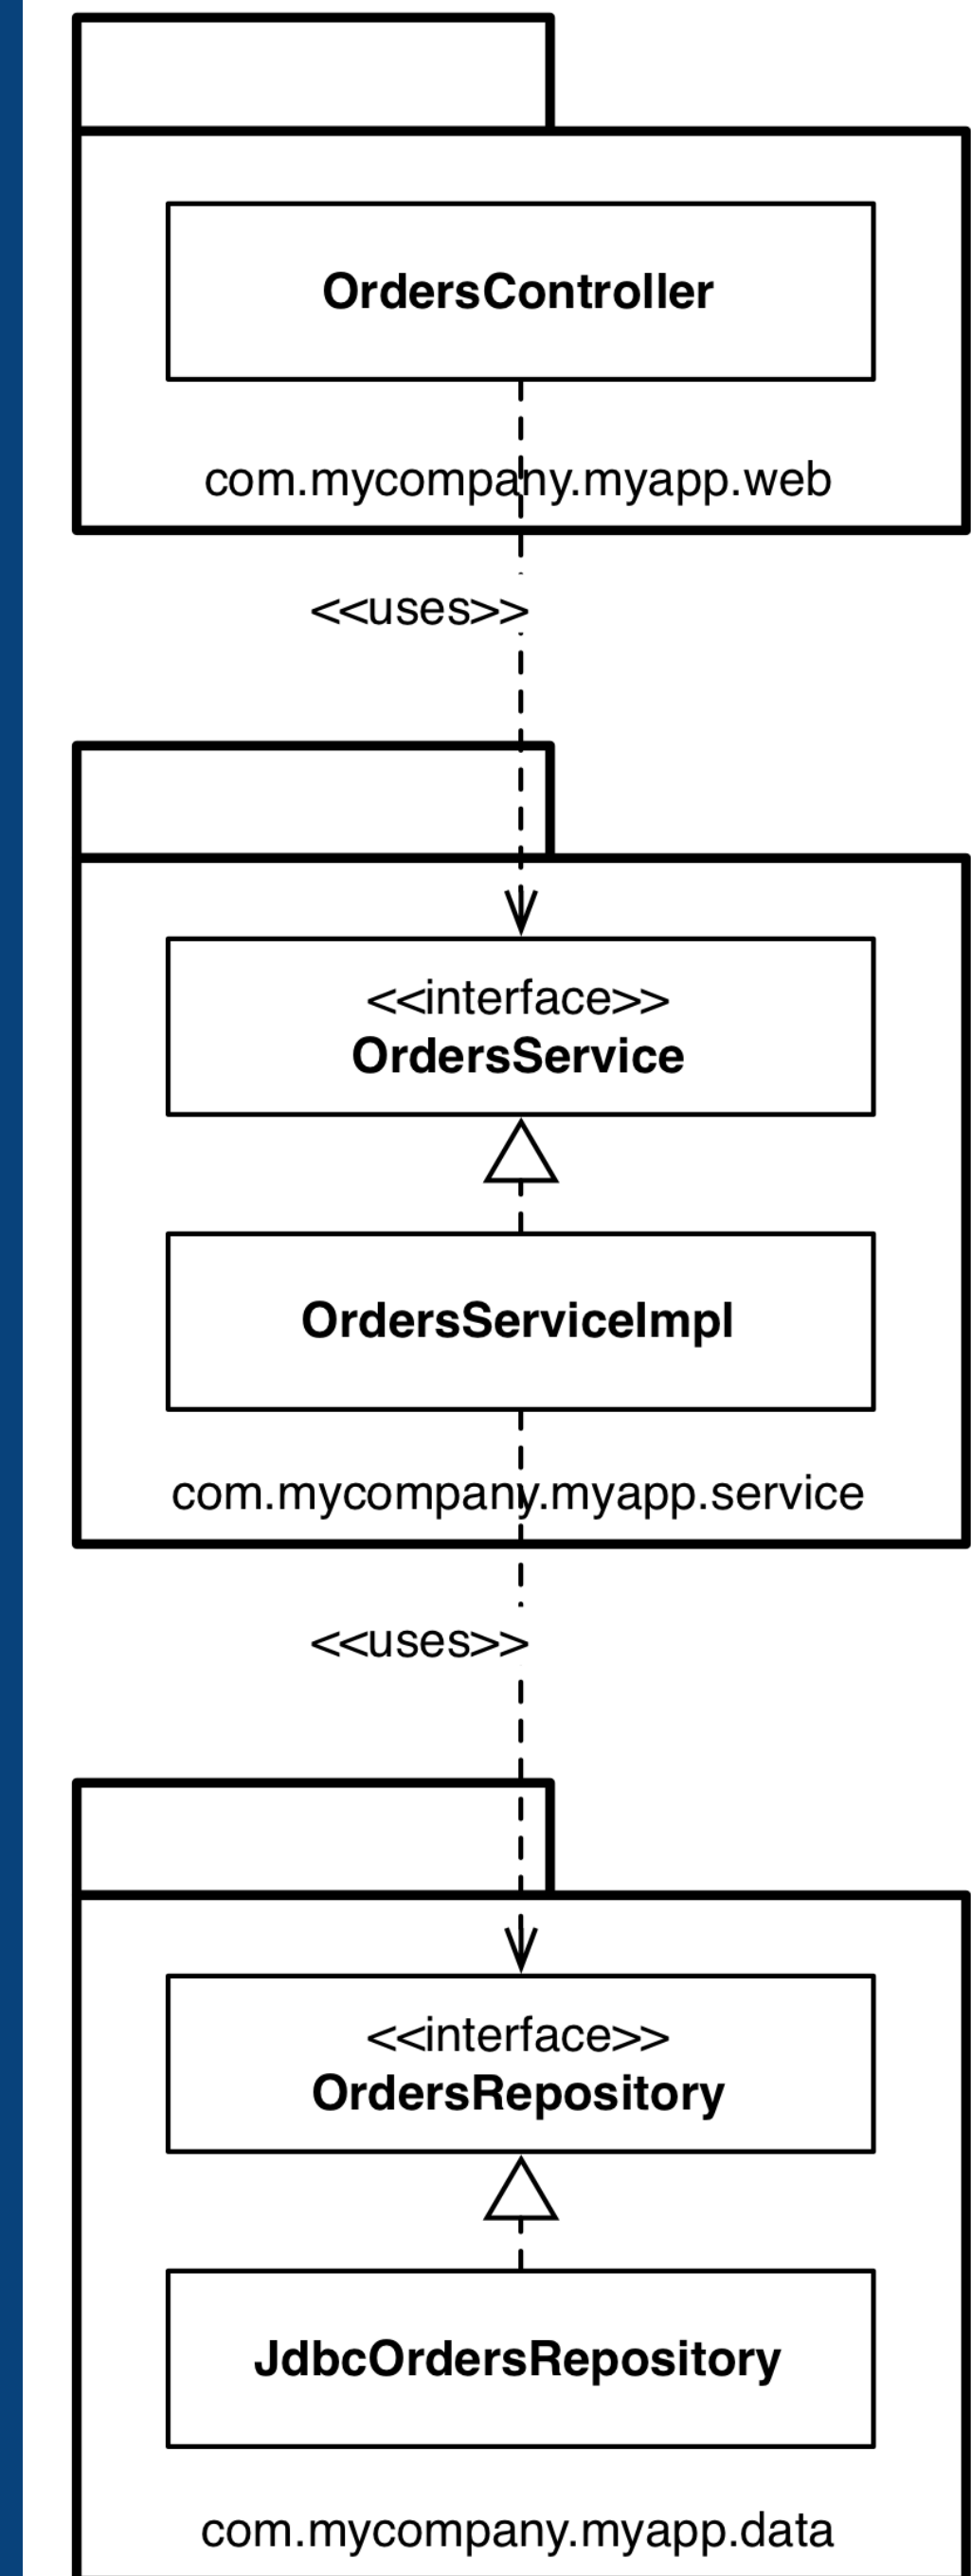 OrdersController
com.mycompany.myapp.web
<<uses>>
<<interface>>
OrdersService
OrdersServiceImpl
com.mycompany.myapp.service
<<uses>>
<<interface>>
OrdersRepository
JdbcOrdersRepository
com.mycompany.myapp.data